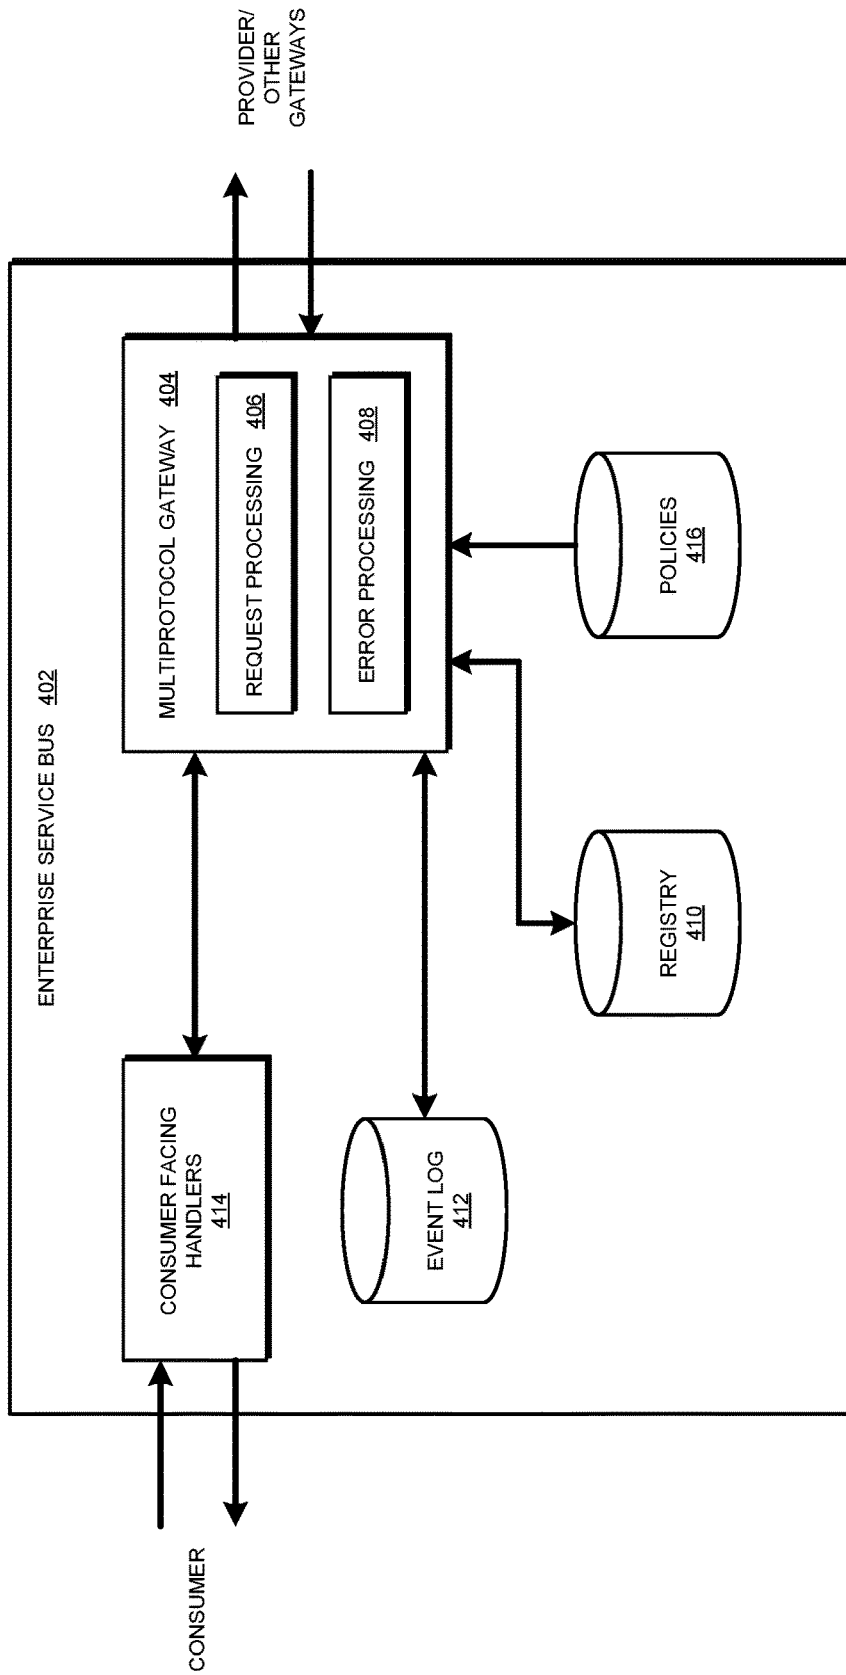 ENTERPRISE SERVICE BUS 402
CONSUMER
CONSUMER FACING
HANDLERS
414
MULTIPROTOCOL GATEWAY 404
REQUEST PROCESSING 406
ERROR PROCESSING 408
PROVIDER/
OTHER
GATEWAYS
EVENT LOG
412
REGISTRY
410
POLICIES
416